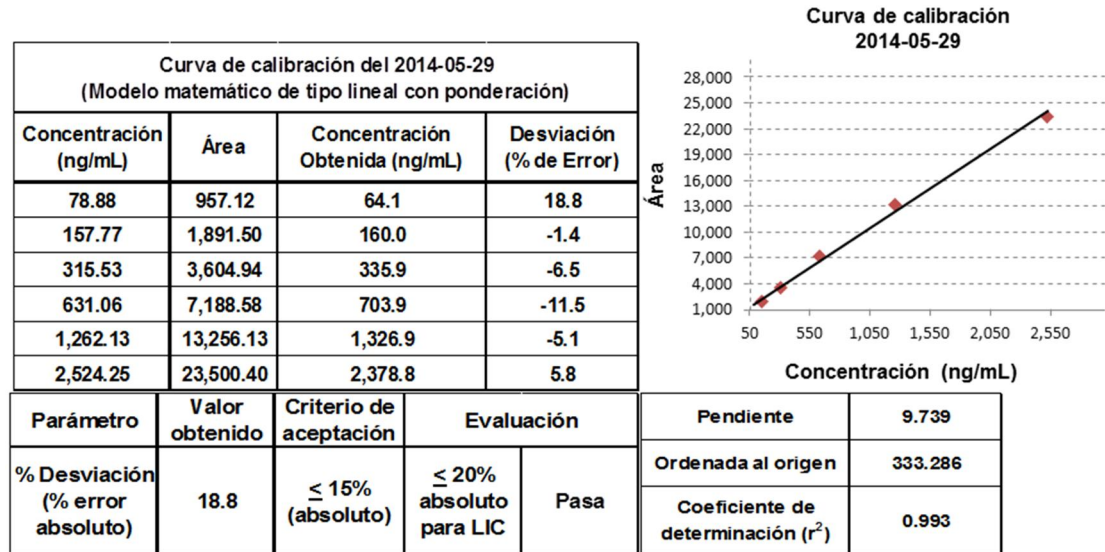 Curva de calibración del 2014-05-29
(Modelo matemático de tipo lineal con ponderación)
Concentración (ng/mL) Área Concentración Obtenida (ng/mL) Desviación (% de Error)
78.88 957.12 64.1 18.8
157.77 1,891.50 160.0 -1.4
315.53 3,604.94 335.9 -6.5
631.06 7,188.58 703.9 -11.5
1,262.13 13,256.13 1,326.9 -5.1
2,524.25 23,500.40 2,378.8 5.8
Curva de calibración
2014-05-29
Área
28,000
25,000
22,000
19,000
16,000
13,000
10,000
7,000
4,000
1,000
50 550 1,050 1,550 2,050 2,550
Concentración (ng/mL)
Parámetro Valor obtenido Criterio de aceptación Evaluación
% Desviación (% error absoluto) 18.8 ≤ 15% (absoluto) ≤ 20% absoluto para LIC Pasa
Pendiente 9.739
Ordenada al origen 333.286
Coeficiente de determinación (r²) 0.993